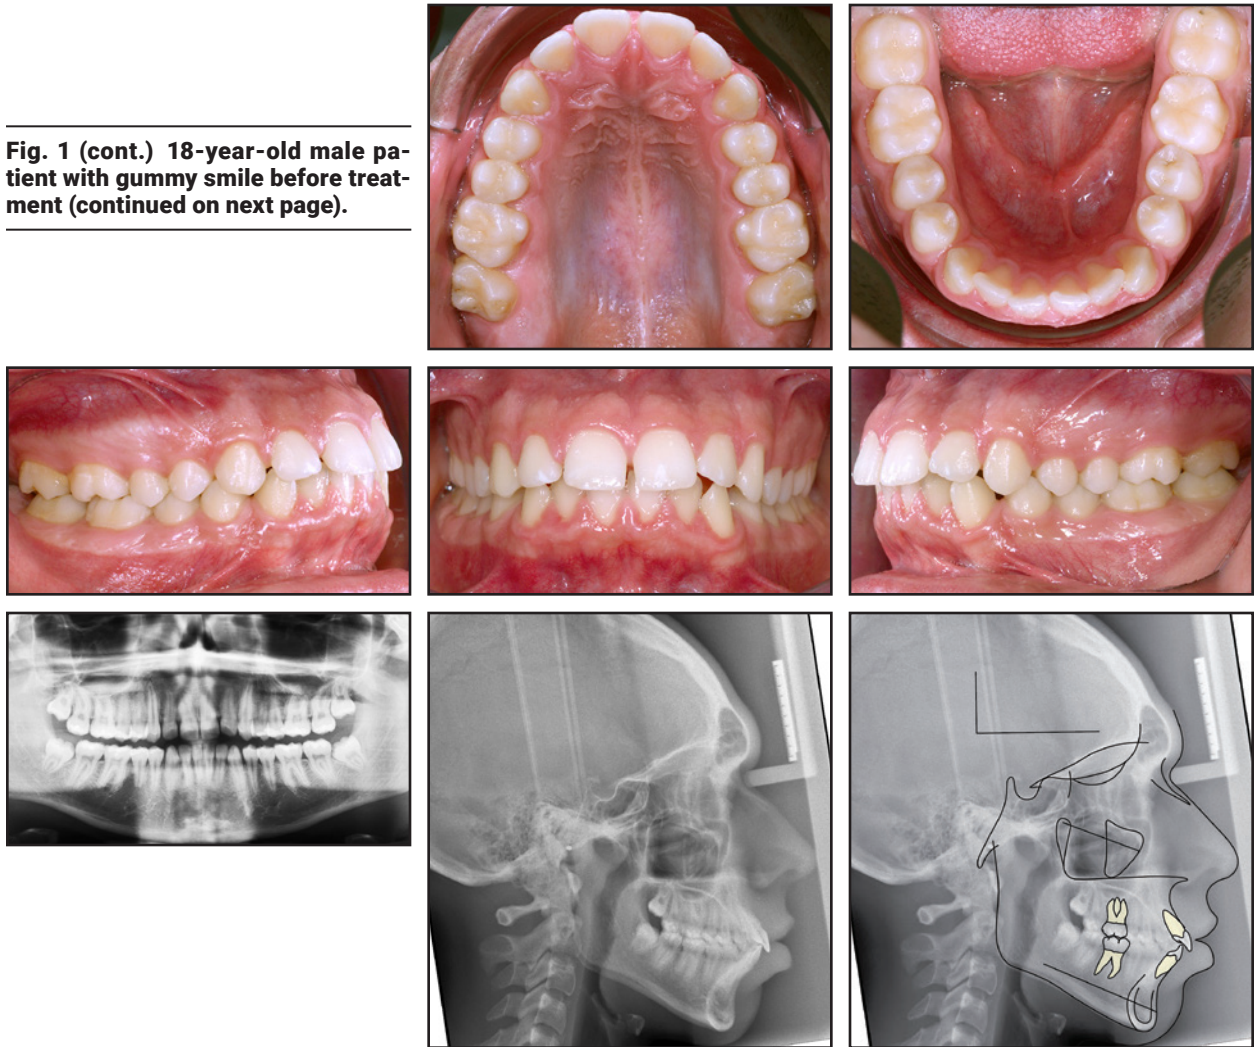 Fig. 1 (cont.) 18-year-old male pa-
tient with gummy smile before treat-
ment (continued on next page).